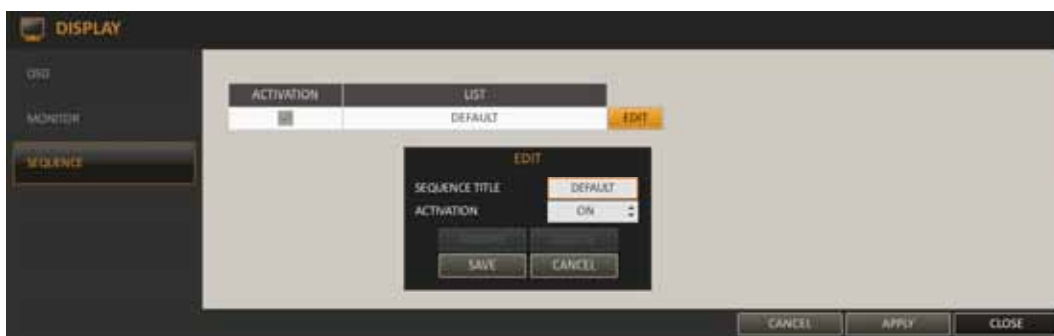 DISPLAY
OSD
MONITOR
SEQUENCE
ACTIVATION LIST
DEFAULT EDIT
EDIT
SEQUENCE TITLE DEFAULT
ACTIVATION ON
SAVE CANCEL
CANCEL APPLY CLOSE